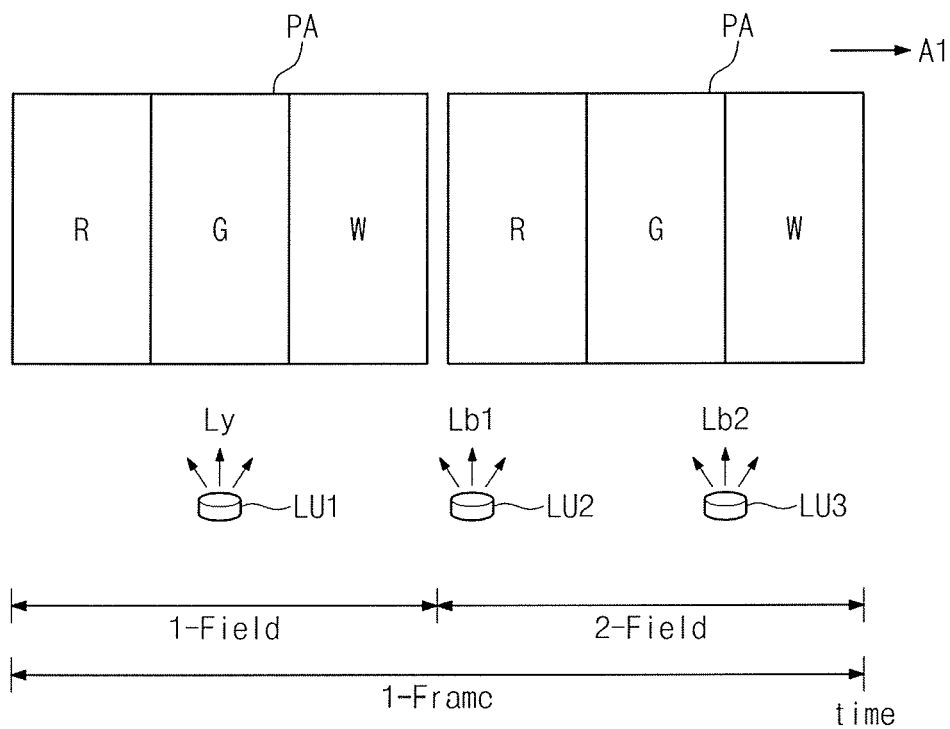 PA PA A1
R G W R G W
Ly Lb1 Lb2
LU1 LU2 LU3
1-Field 2-Field
1-Framc
time